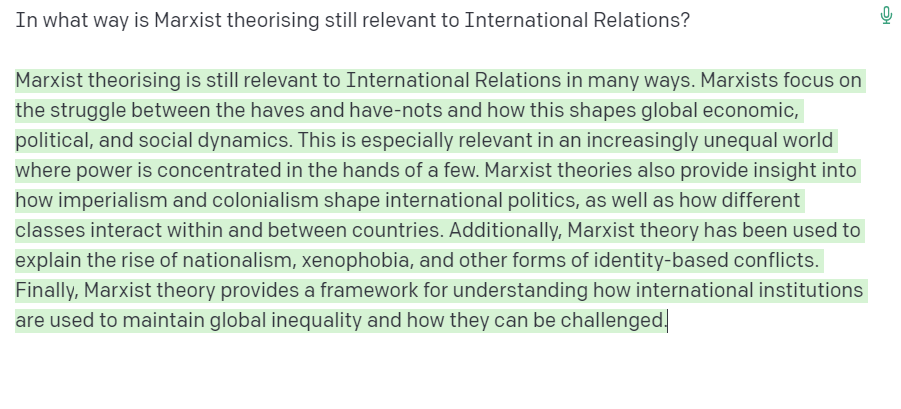 In what way is Marxist theorising still relevant to International Relations?
Marxist theorising is still relevant to International Relations in many ways. Marxists focus on
the struggle between the haves and have-nots and how this shapes global economic,
political, and social dynamics. This is especially relevant in an increasingly unequal world
where power is concentrated in the hands of a few. Marxist theories also provide insight into
how imperialism and colonialism shape international politics, as well as how different
classes interact within and between countries. Additionally, Marxist theory has been used to
explain the rise of nationalism, xenophobia, and other forms of identity-based conflicts.
Finally, Marxist theory provides a framework for understanding how international institutions
are used to maintain global inequality and how they can be challenged.